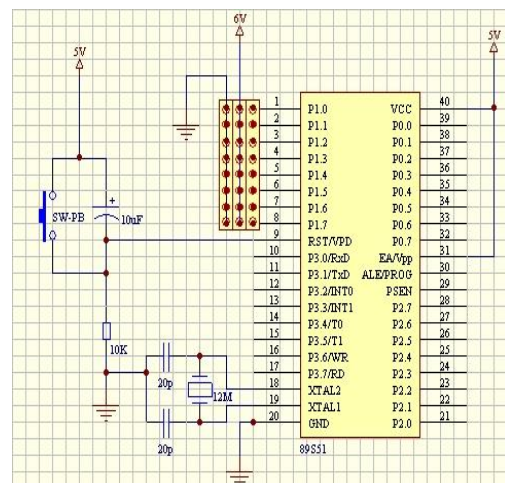 6V
5V
5V
1 P1.0 VCC 40
2 P1.1 P0.0 39
3 P1.2 P0.1 38
4 P1.3 P0.2 37
5 P1.4 P0.3 36
6 P1.5 P0.4 35
7 P1.6 P0.5 34
8 P1.7 P0.6 33
9 RST/VPD P0.7 32
10 P3.0/RxD EA/Vpp 31
11 P3.1/TxD ALE/PROG 30
12 P3.2/INT0 PSEN 29
13 P3.3/INT1 P2.7 28
14 P3.4/T0 P2.6 27
15 P3.5/T1 P2.5 26
16 P3.6/WR P2.4 25
17 P3.7/RD P2.3 24
18 XTAL2 P2.2 23
19 XTAL1 P2.1 22
20 GND P2.0 21
89S51
SW-PB
+
10uF
10K
20p
12M
20p